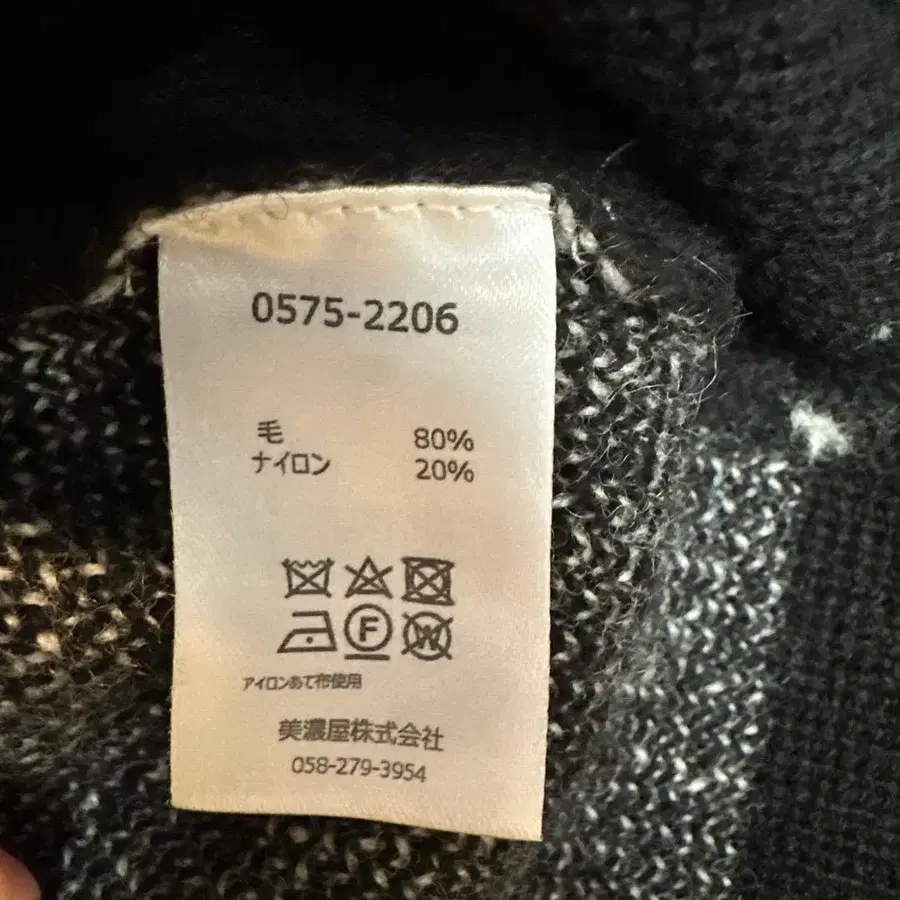 0575-2206
毛 80%
ナイロン 20%
F W
アイロンあて布使用
美濃屋株式会社
058-279-3954